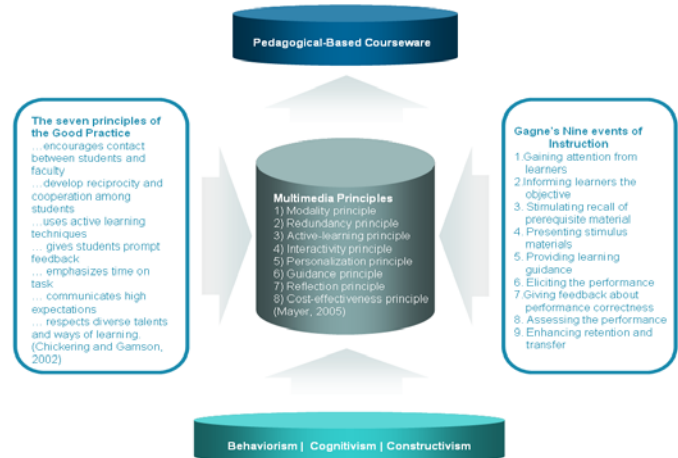 Pedagogical-Based Courseware
The seven principles of
the Good Practice
...encourages contact
between students and
faculty
...develop reciprocity and
cooperation among
students
...uses active learning
techniques
... gives students prompt
feedback
... emphasizes time on
task
... communicates high
expectations
... respects diverse talents
and ways of learning.
(Chickering and Gamson,
2002)
Multimedia Principles
1) Modality principle
2) Redundancy principle
3) Active-learning principle
4) Interactivity principle
5) Personalization principle
6) Guidance principle
7) Reflection principle
8) Cost-effectiveness principle
(Mayer, 2005)
Gagne's Nine events of
Instruction
1.Gaining attention from
learners
2.Informing learners the
objective
3. Stimulating recall of
prerequisite material
4. Presenting stimulus
materials
5. Providing learning
guidance
6. Eliciting the performance
7.Giving feedback about
performance correctness
8. Assessing the performance
9. Enhancing retention and
transfer
Behaviorism | Cognitivism | Constructivism